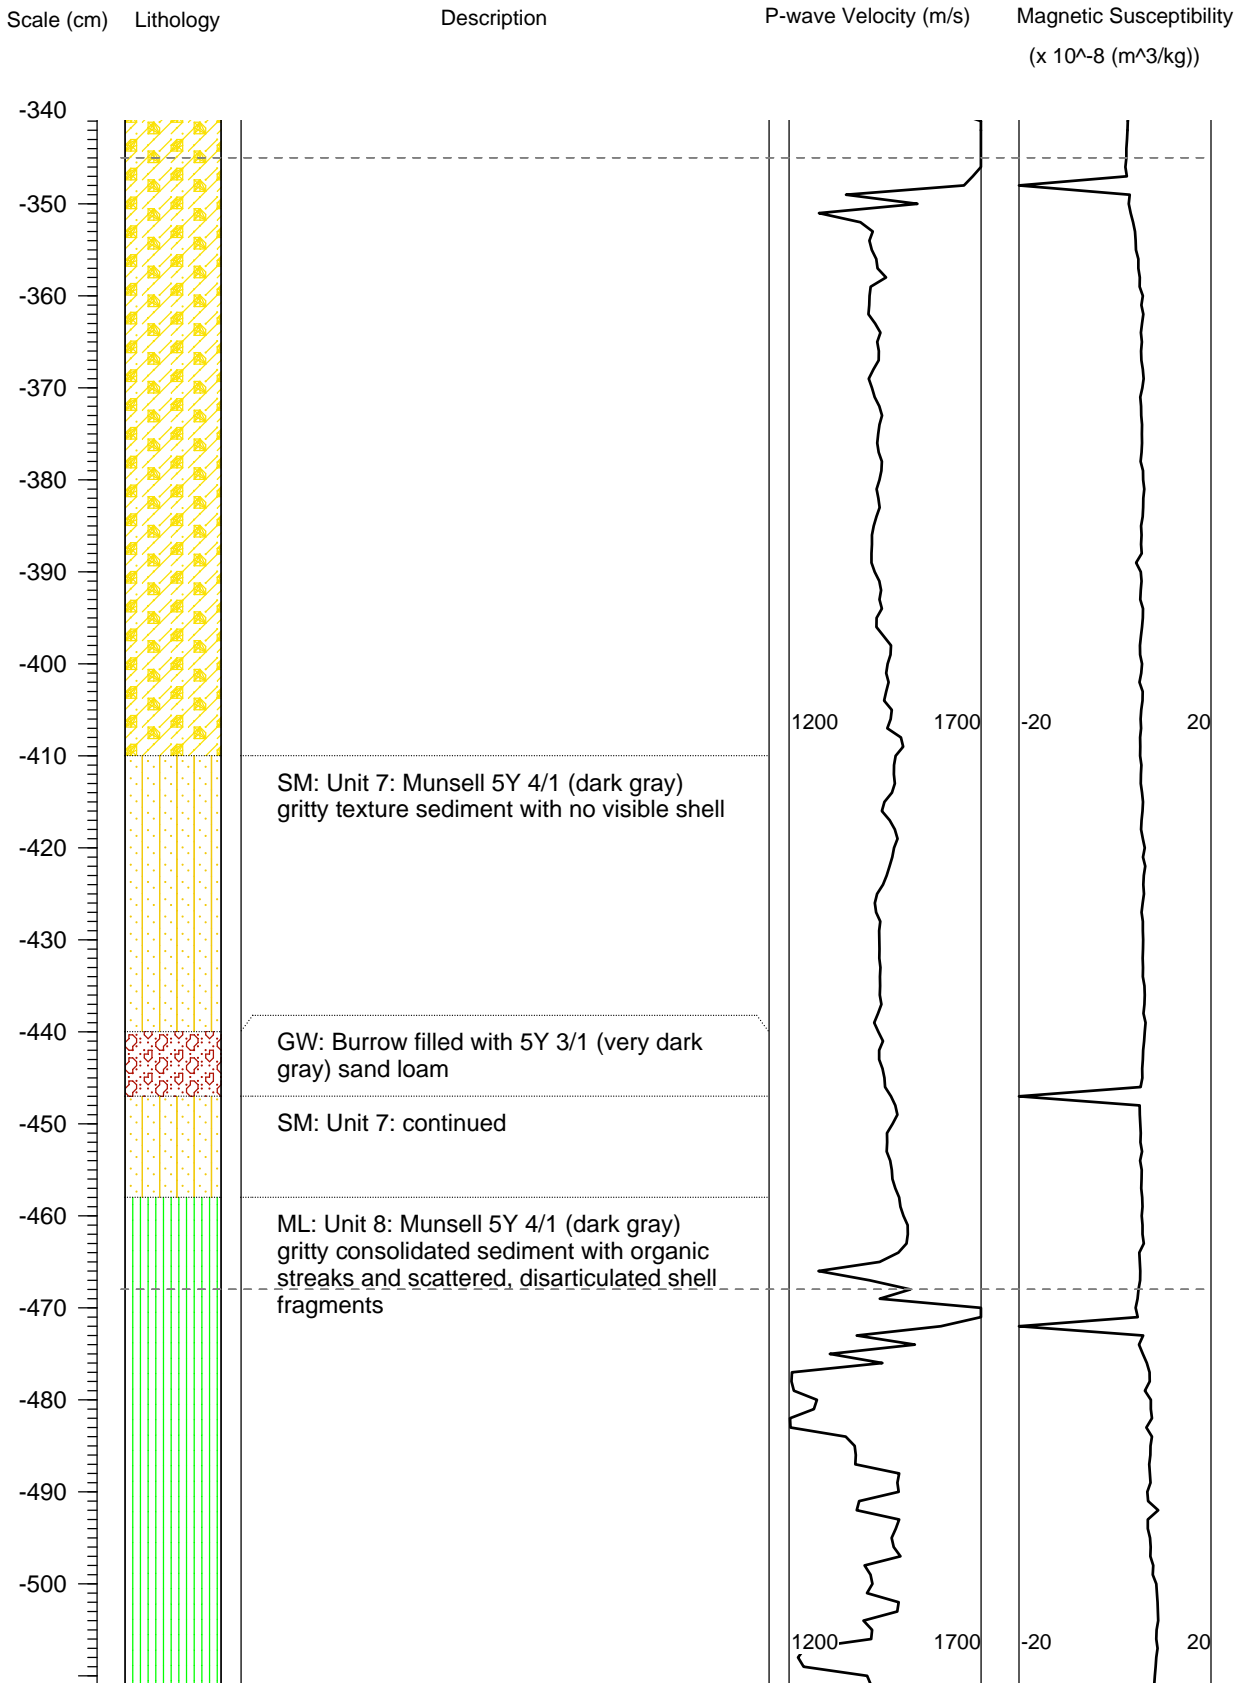 Scale (cm) Lithology Description P-wave Velocity (m/s) Magnetic Susceptibility
(x 10^-8 (m^3/kg))
-340
-350
-360
-370
-380
-390
-400
1200 1700 -20 20
-410
SM: Unit 7: Munsell 5Y 4/1 (dark gray)
gritty texture sediment with no visible shell
-420
-430
-440
GW: Burrow filled with 5Y 3/1 (very dark
gray) sand loam
-450
SM: Unit 7: continued
-460
ML: Unit 8: Munsell 5Y 4/1 (dark gray)
gritty consolidated sediment with organic
streaks and scattered, disarticulated shell
fragments
-470
-480
-490
-500
1200 1700 -20 20